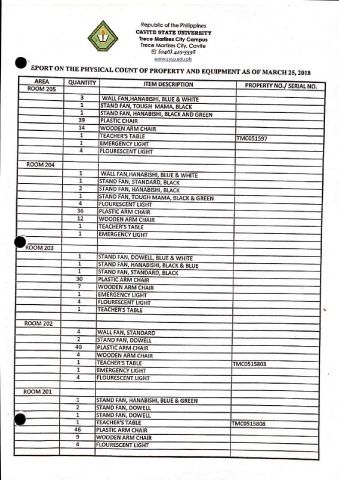 Republic of the Philippines
CAVITE STATE UNIVERSITY
Trece Martires City Campus
Trece Martires City, Cavite
www.cvsu.edu.ph
EPORT ON THE PHYSICAL COUNT OF PROPERTY AND EQUIPMENT AS OF MARCH 25, 2018
AREA QUANTITY ITEM DESCRIPTION PROPERTY NO./ SERIAL NO.
ROOM 205
3 WALL FAN,HANABISHI, BLUE & WHITE
1 STAND FAN, TOUGH MAMA, BLACK
1 STAND FAN, HANABISHI, BLACK AND GREEN
39 PLASTIC CHAIR
14 WOODEN ARM CHAIR
1 TEACHER'S TABLE TMC051597
1 EMERGENCY LIGHT
4 FLOURESCENT LIGHT
ROOM 204
1 WALL FAN,HANABISHI, BLUE & WHITE
1 STAND FAN, STANDARD, BLACK
2 STAND FAN, HANABISHI, BLACK
1 STAND FAN, TOUGH MAMA, BLACK & GREEN
4 FLOURESCENT LIGHT
36 PLASTIC ARM CHAIR
12 WOODEN ARM CHAIR
1 TEACHER'S TABLE
1 EMERGENCY LIGHT
ROOM 203
1 STAND FAN, DOWELL, BLUE & WHITE
1 STAND FAN, HANABISHI, BLACK & BLUE
1 STAND FAN, STANDARD, BLACK
30 PLASTIC ARM CHAIR
7 WOODEN ARM CHAIR
1 EMERGENCY LIGHT
4 FLOURESCENT LIGHT
1 TEACHER'S TABLE
ROOM 202
4 WALL FAN, STANDARD
2 STAND FAN, DOWELL
40 PLASTIC ARM CHAIR
4 WOODEN ARM CHAIR
1 TEACHER'S TABLE TMC0515803
1 EMERGENCY LIGHT
4 FLOURESCENT LIGHT
ROOM 201
1 STAND FAN, HANABISHI, BLUE & GREEN
2 STAND FAN, DOWELL
1 STAND FAN, DOWELL
1 TEACHER'S TABLE TMC0515808
46 PLASTIC ARM CHAIR
9 WOODEN ARM CHAIR
4 FLOURESCENT LIGHT